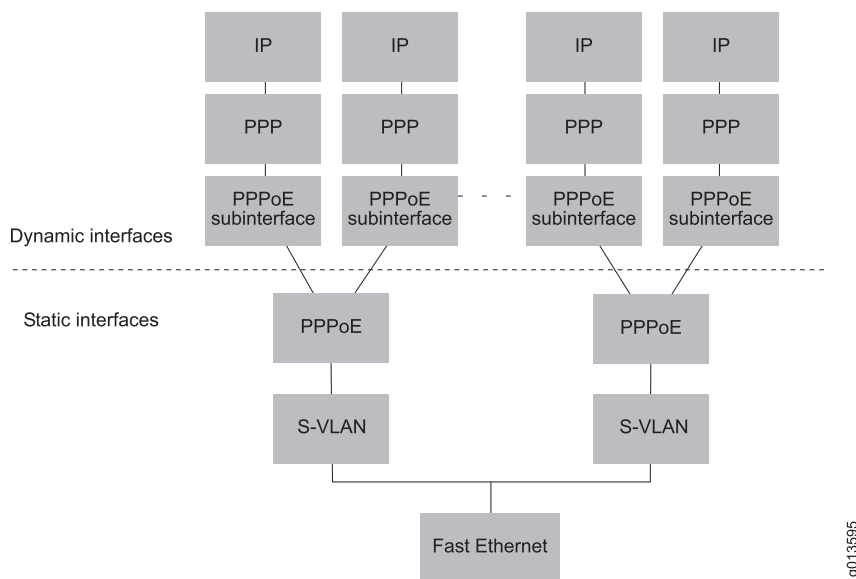 IP
IP
IP
IP
PPP
PPP
PPP
PPP
PPPoE
subinterface
PPPoE
subinterface
PPPoE
subinterface
PPPoE
subinterface
Dynamic interfaces
Static interfaces
PPPoE
PPPoE
S-VLAN
S-VLAN
Fast Ethernet
g013595